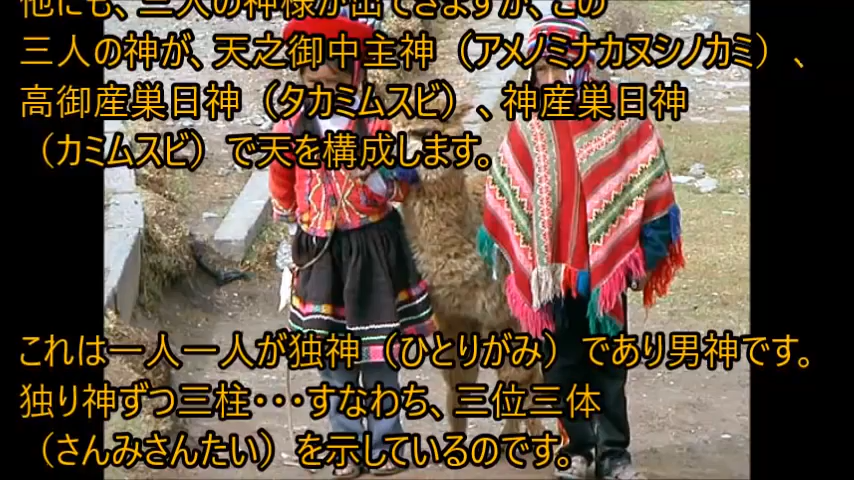 他にも、三人の神様が出てきますが、この
三人の神が、天之御中主神（アメノミナカヌシノカミ）、
高御産巣日神（タカミムスビ）、神産巣日神
（カミムスビ）で天を構成します。
これは一人一人が独神（ひとりがみ）であり男神です。
独り神ずつ三柱・・・すなわち、三位三体
（さんみさんたい）を示しているのです。